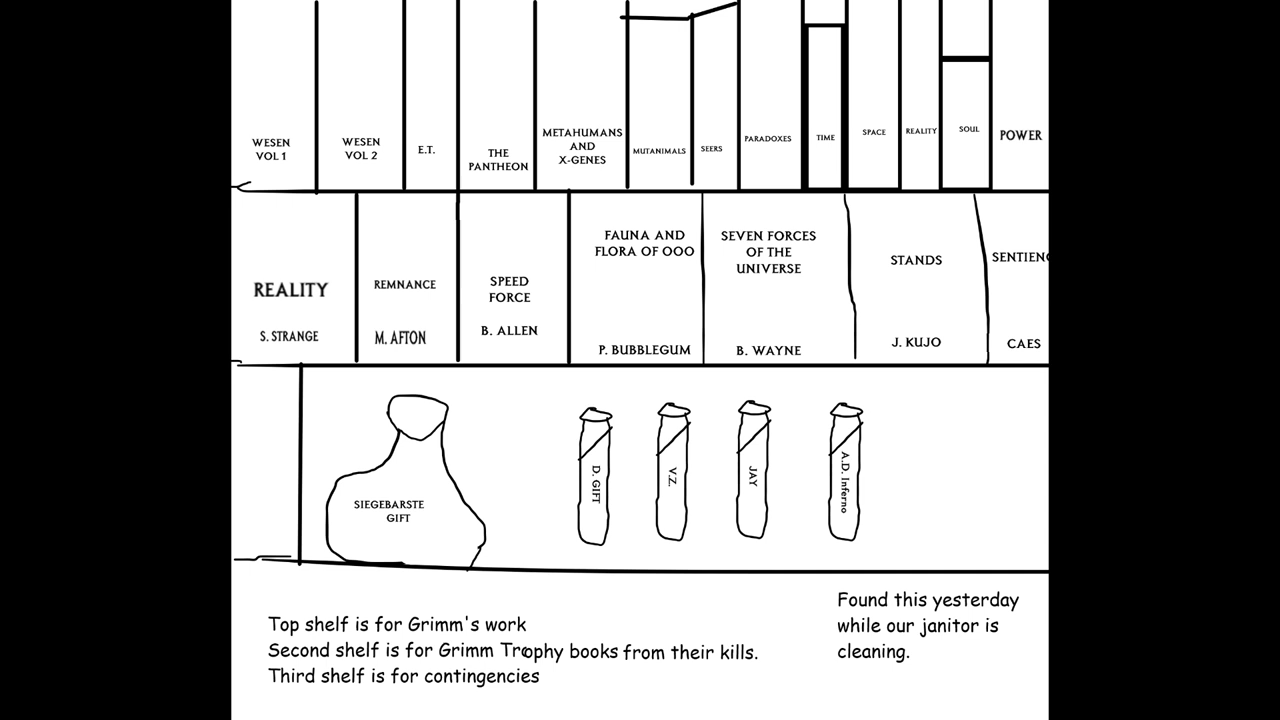 WESEN
VOL 1
WESEN
VOL 2
E.T.
THE
PANTHEON
METAHUMANS
AND
X-GENES
MUTANIMALS
SEERS
PARADOXES
TIME
SPACE
REALITY
SOUL
POWER
REALITY
S. STRANGE
REMNANCE
M. AFTON
SPEED
FORCE
B. ALLEN
FAUNA AND
FLORA OF OOO
P. BUBBLEGUM
SEVEN FORCES
OF THE
UNIVERSE
B. WAYNE
STANDS
J. KUJO
SENTIENC
CAES
SIEGEBARSTE
GIFT
D. GIFT
V.Z.
JAY
A.D. Inferno
Top shelf is for Grimm's work
Second shelf is for Grimm Trophy books from their kills.
Third shelf is for contingencies
Found this yesterday
while our janitor is
cleaning.